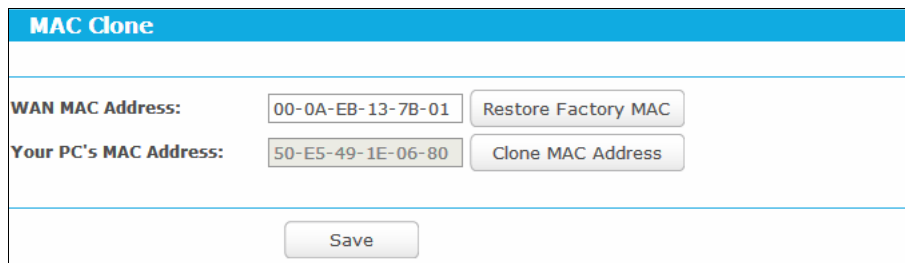 MAC Clone
WAN MAC Address: 00-0A-EB-13-7B-01 Restore Factory MAC
Your PC's MAC Address: 50-E5-49-1E-06-80 Clone MAC Address
Save